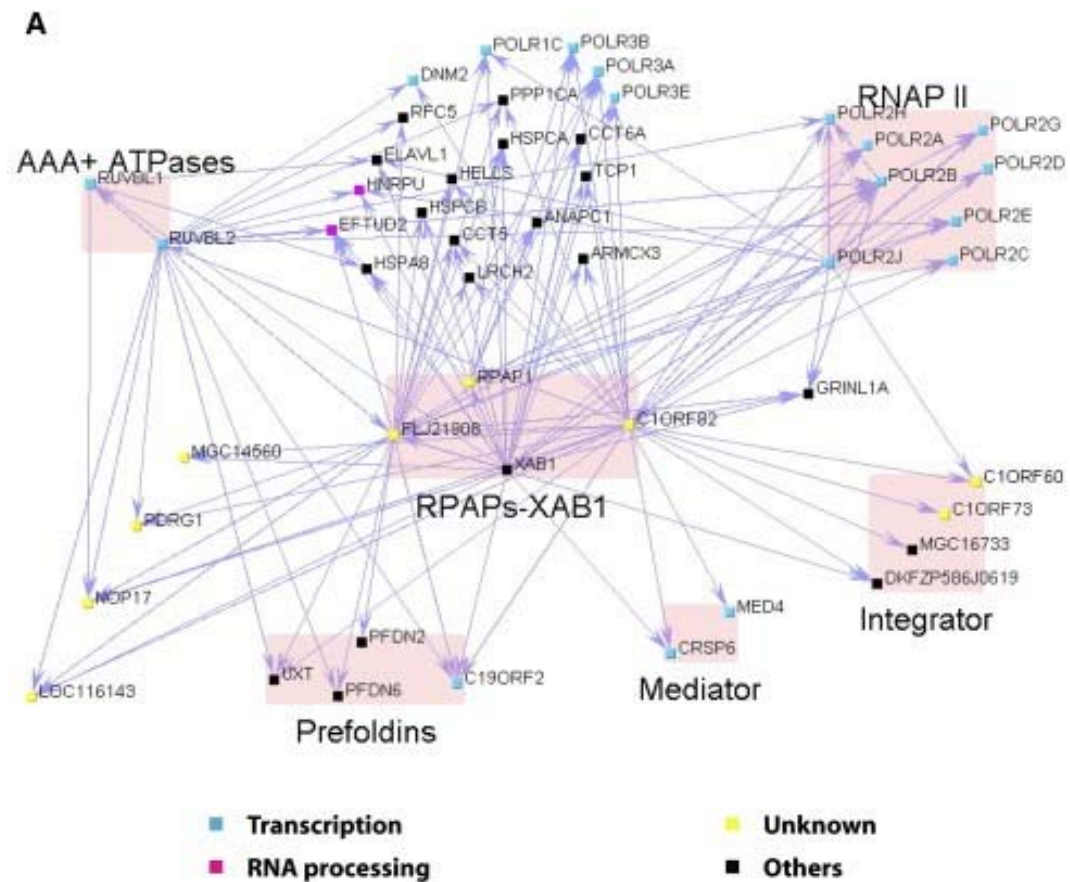 A
POLR1C
POLR3B
POLR3A
DNM2
POLR3E
PPP1CA
RNAP II
RFC5
POLR2H
POLR2G
HSPCA
CCT6A
POLR2A
AAA+ ATPases
ELAVL1
POLR2D
RUVBL1
HELLS
TCP1
POLR2B
HNRPU
HSPCB
ANAPC1
POLR2E
EFTUD2
RUVBL2
CCT5
ARMCX3
POLR2J
POLR2C
HSPA8
LRCH2
RPAP1
GRINL1A
C1ORF82
FLJ21908
MGC14560
XAB1
C1ORF60
RPAPs-XAB1
C1ORF73
PDRG1
MGC16733
DKFZP586J0619
NOP17
MED4
Integrator
PFDN2
CRSP6
UXT
C19ORF2
Mediator
LOC116143
PFDN6
Prefoldins
Transcription
Unknown
RNA processing
Others